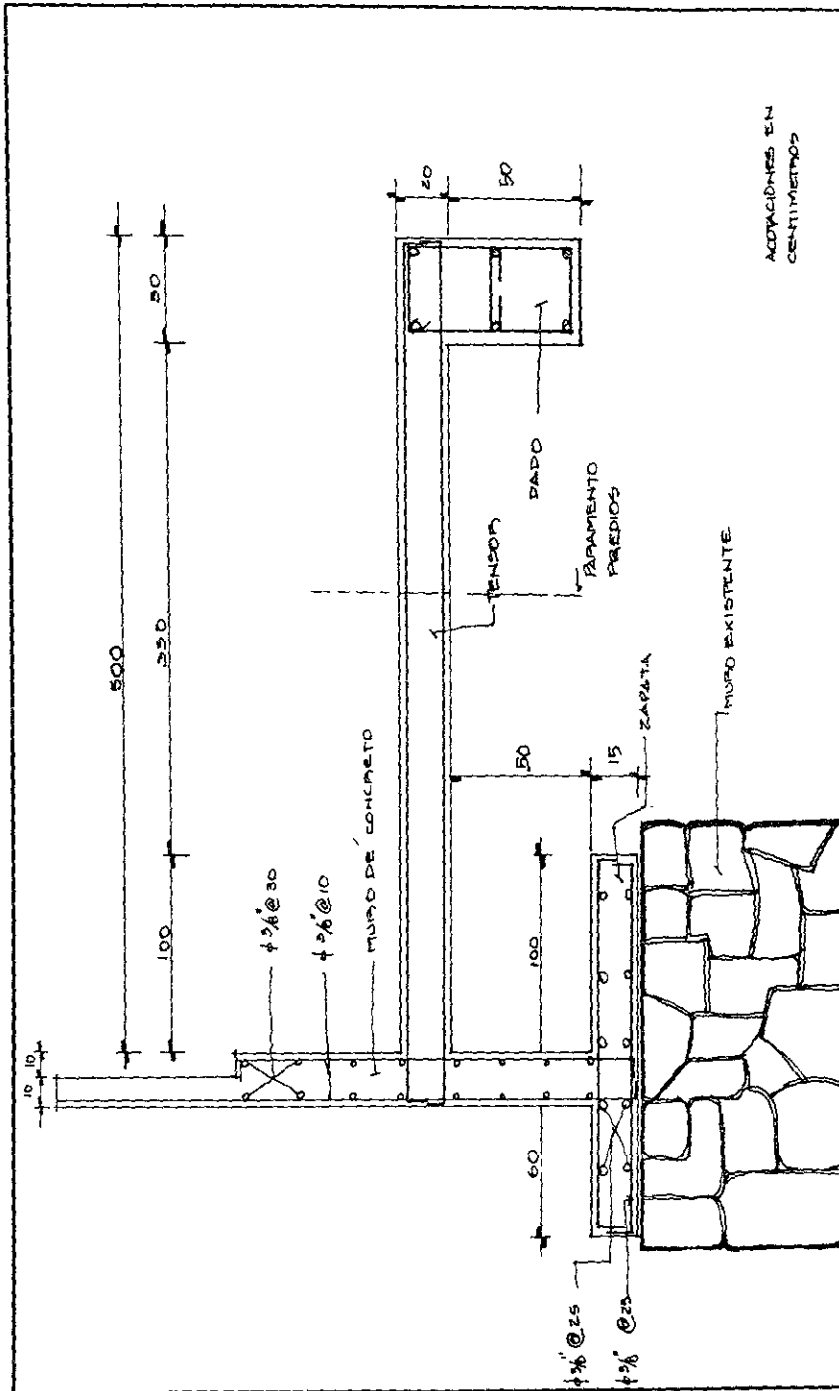 500
100
350
50
10
10
20
50
ϕ 3/8" @ 30
ϕ 3/8" @ 10
MURO DE CONCRETO
TENSOR
DADO
PARAMENTO
PREDIOS
50
15
60
100
ZAPATA
MURO EXISTENTE
ϕ 3/8" @ 25
ϕ 3/8" @ 25
ACOTACIONES EN
CENTIMETROS